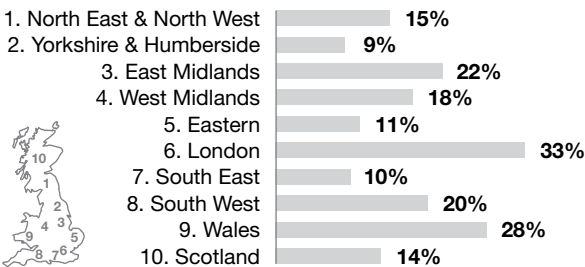 1. North East & North West 15%
2. Yorkshire & Humberside 9%
3. East Midlands 22%
4. West Midlands 18%
5. Eastern 11%
6. London 33%
7. South East 10%
8. South West 20%
9. Wales 28%
10. Scotland 14%
10
1
2
4 3
9 5
8 7 6